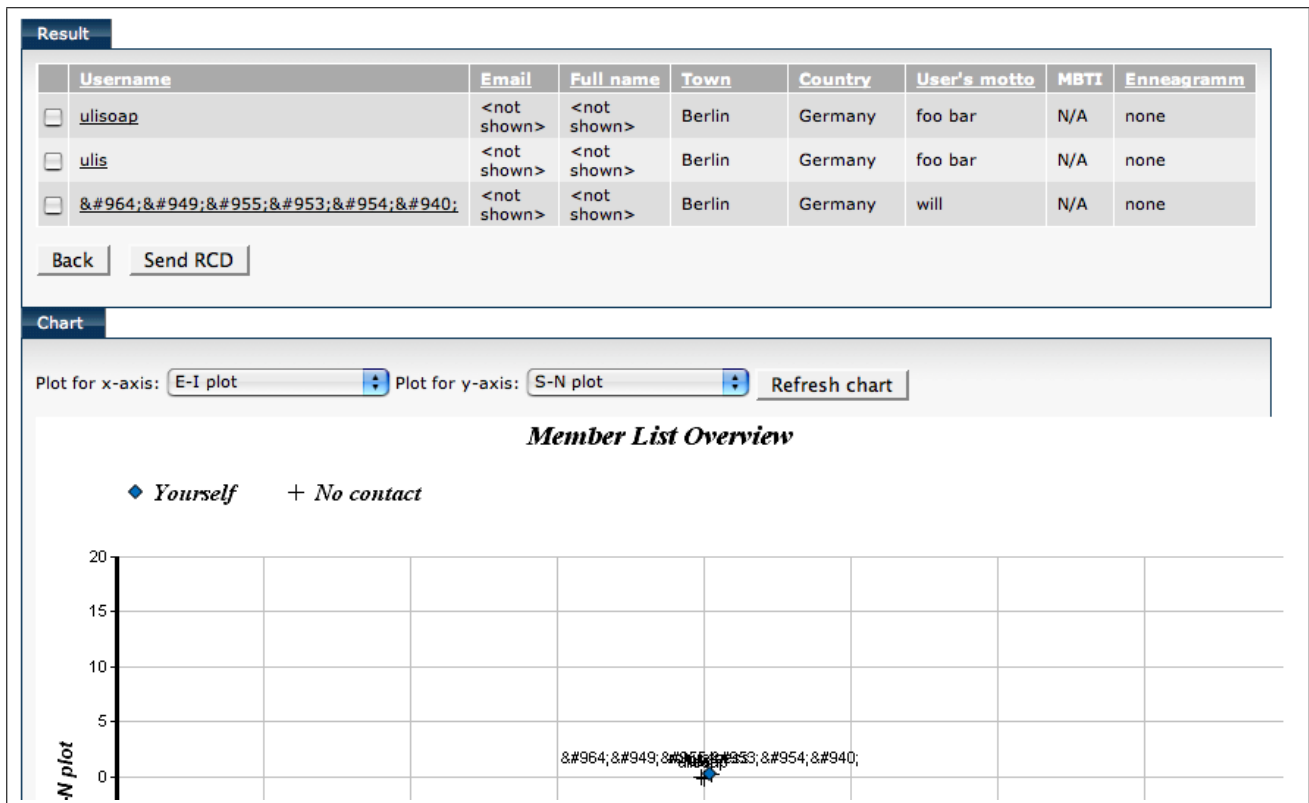 Result
Username Email Full name Town Country User's motto MBTI Enneagramm
ulisoap <not shown> <not shown> Berlin Germany foo bar N/A none
ulis <not shown> <not shown> Berlin Germany foo bar N/A none
&#964;&#949;&#955;&#953;&#954;&#940; <not shown> <not shown> Berlin Germany will N/A none
Back Send RCD
Chart
Plot for x-axis: E-I plot Plot for y-axis: S-N plot Refresh chart
Member List Overview
Yourself No contact
20
15
10
5
0
-N plot